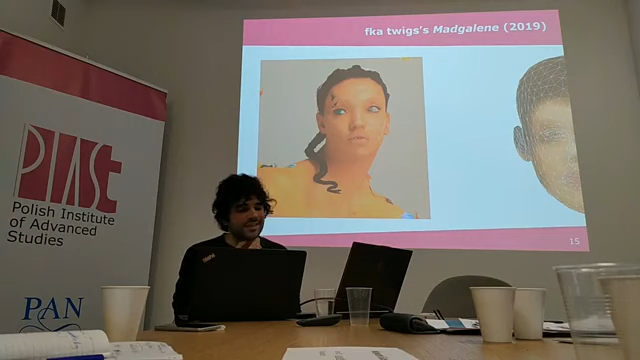 fka twigs's Madgalene (2019)
PIASt
Polish Institute
of Advanced
Studies
PAN
15